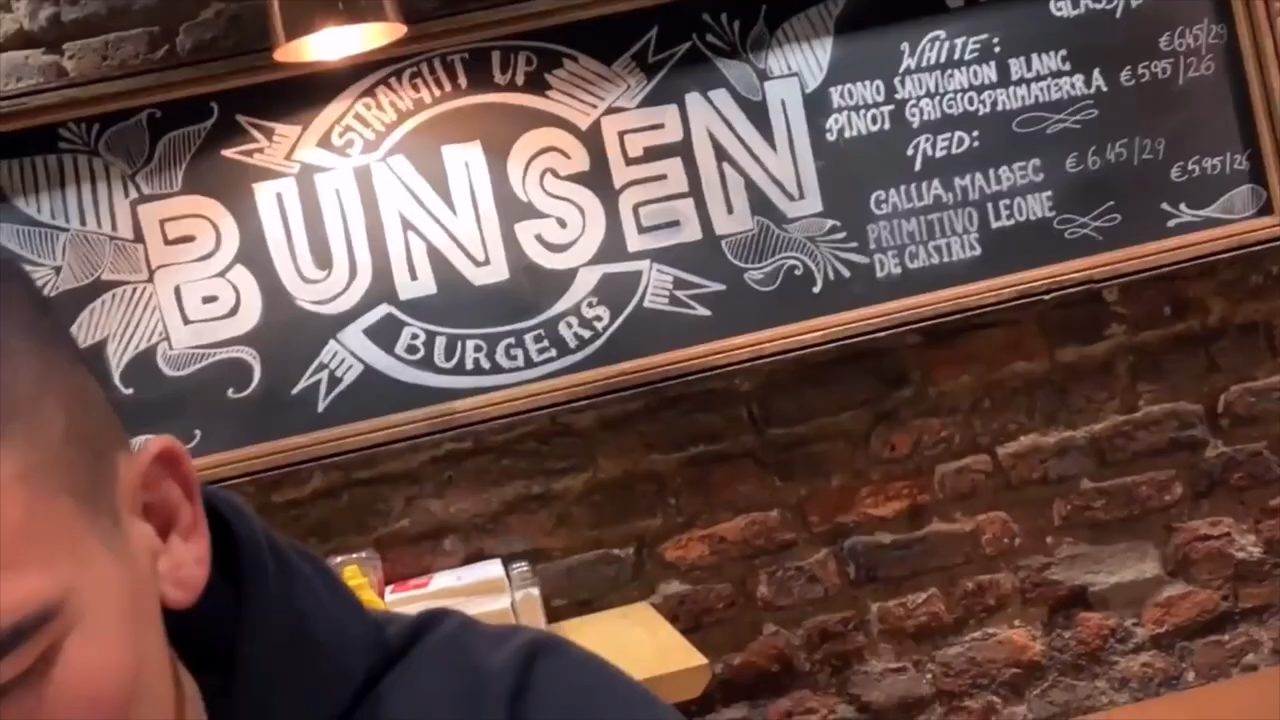 STRAIGHT UP
BUNSEN
BURGERS
WHITE:
KONO SAUVIGNON BLANC €6.45/29
PINOT GRIGIO, PRIMATERRA €5.95/26
RED:
GALLIA, MALBEC €6.45/29
PRIMITIVO LEONE €5.95/26
DE CASTRIS